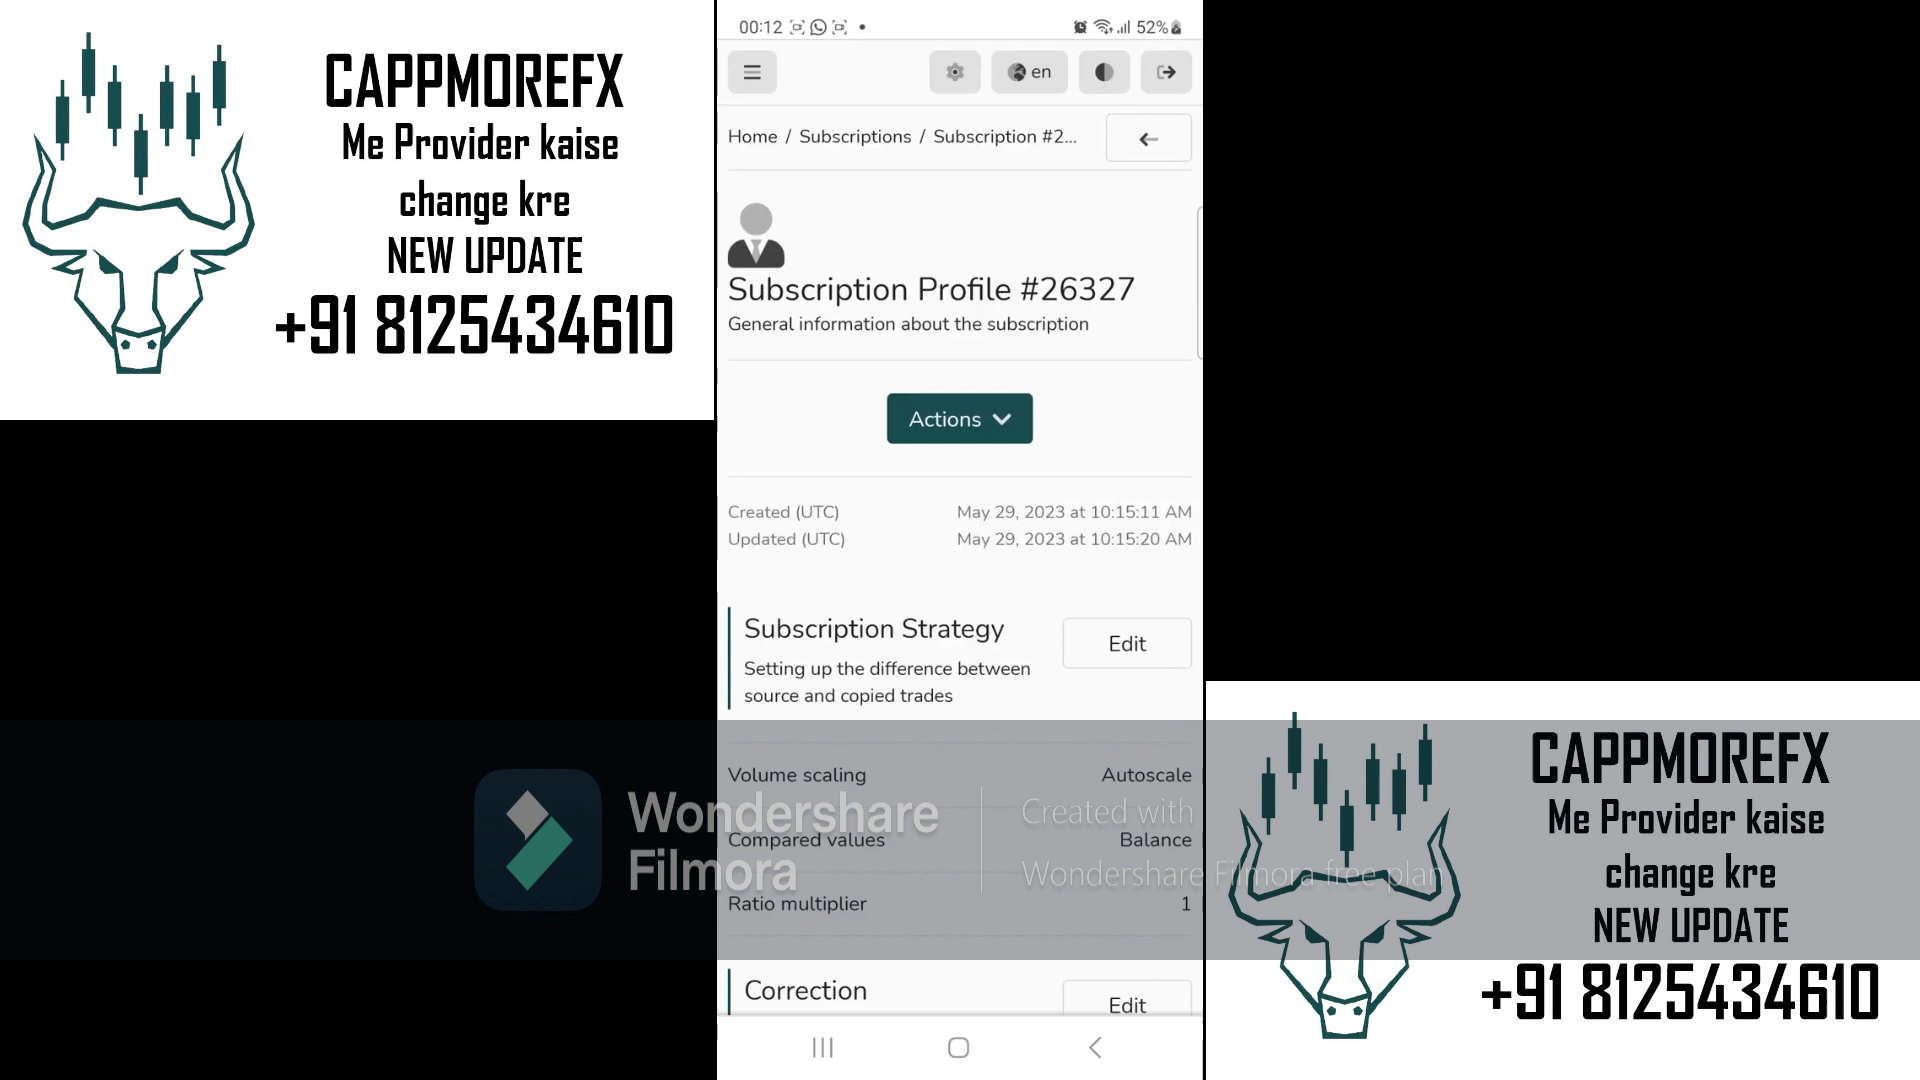 CAPPMOREFX
Me Provider kaise
change kre
NEW UPDATE
+91 8125434610
00:12
52%
en
Home / Subscriptions / Subscription #2...
Subscription Profile #26327
General information about the subscription
Actions
Created (UTC) May 29, 2023 at 10:15:11 AM
Updated (UTC) May 29, 2023 at 10:15:20 AM
Subscription Strategy
Edit
Setting up the difference between
source and copied trades
Volume scaling Autoscale
Compared values Balance
Ratio multiplier 1
Correction
Edit
Wondershare
Filmora
Created with
Wondershare Filmora free plan
CAPPMOREFX
Me Provider kaise
change kre
NEW UPDATE
+91 8125434610